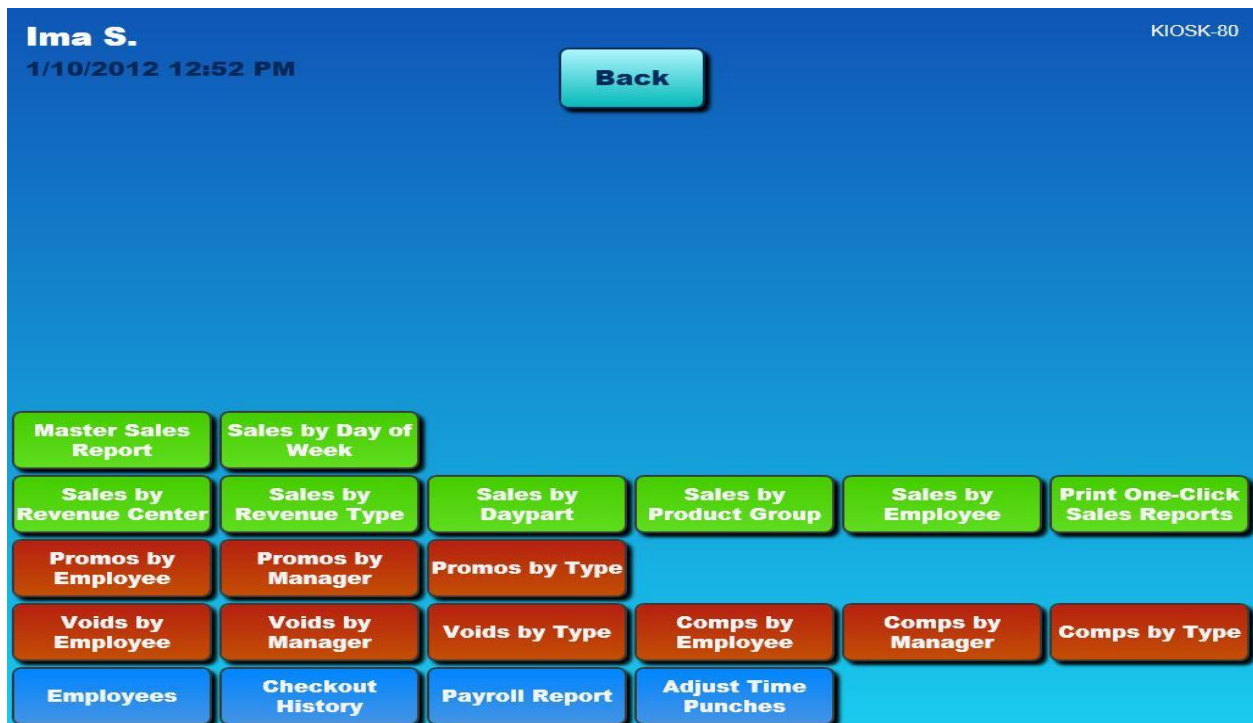 Ima S.
KIOSK-80
1/10/2012 12:52 PM
Back
Master Sales
Report
Sales by Day of
Week
Sales by
Revenue Center
Sales by
Revenue Type
Sales by
Daypart
Sales by
Product Group
Sales by
Employee
Print One-Click
Sales Reports
Promos by
Employee
Promos by
Manager
Promos by Type
Voids by
Employee
Voids by
Manager
Voids by Type
Comps by
Employee
Comps by
Manager
Comps by Type
Employees
Checkout
History
Payroll Report
Adjust Time
Punches